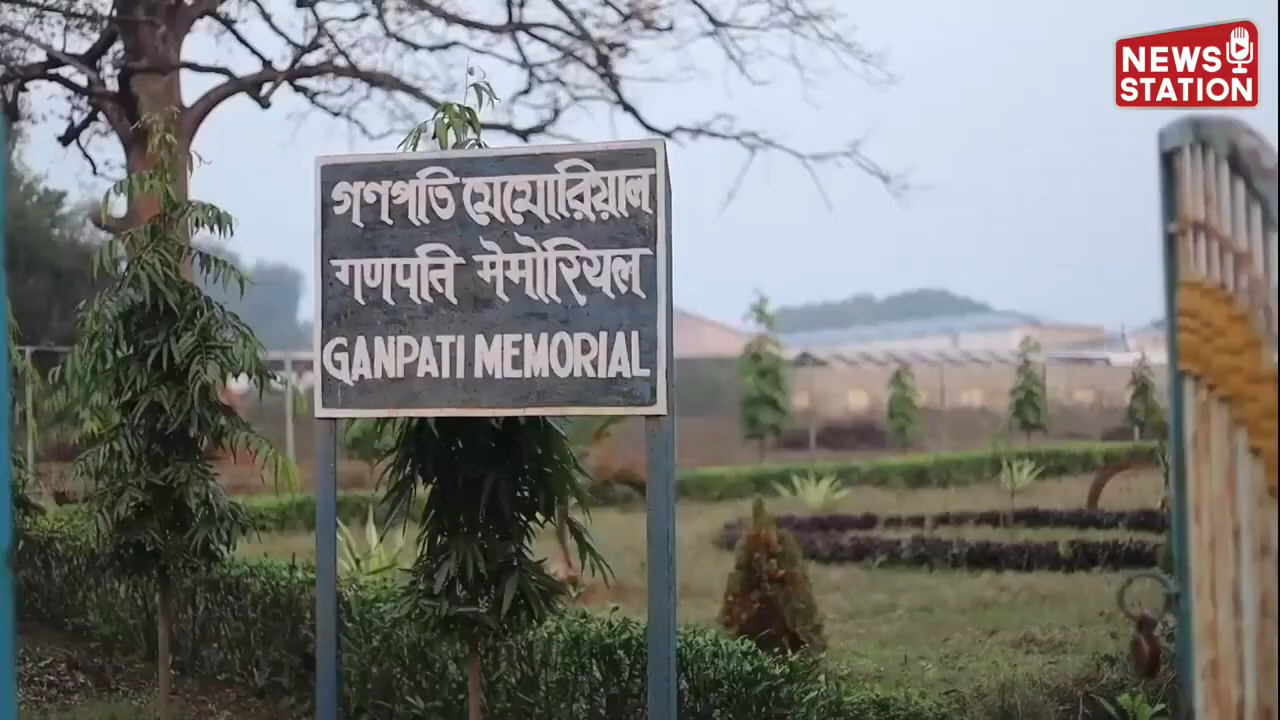 গণপতি মেমোরিয়াল
गणपति मेमोरियल
GANPATI MEMORIAL
NEWS
STATION